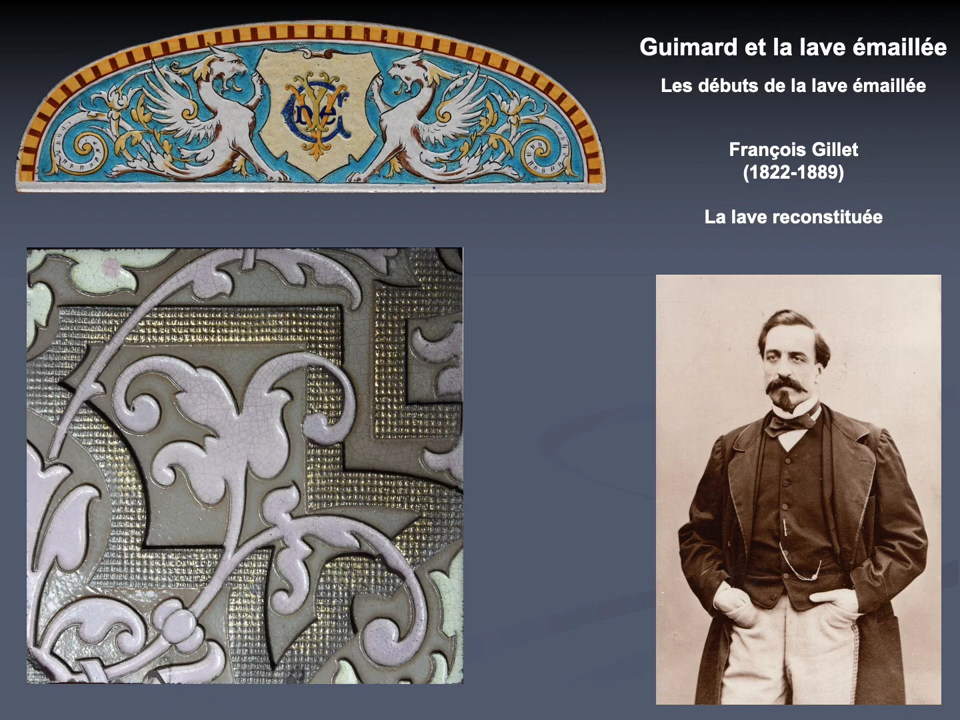 Guimard et la lave émaillée
Les débuts de la lave émaillée
François Gillet
(1822-1889)
La lave reconstituée